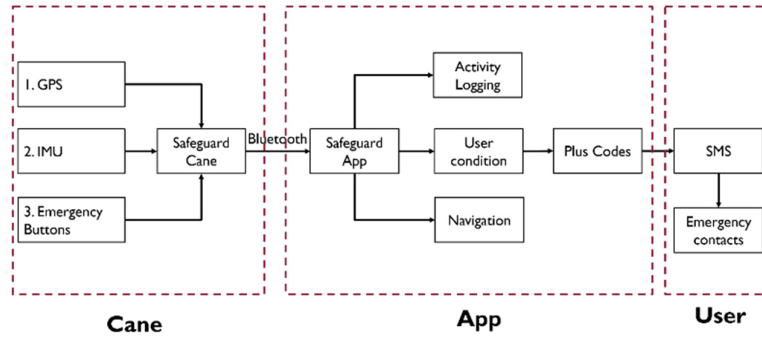 1. GPS
2. IMU
3. Emergency
Buttons
Safeguard
Cane
Bluetooth
Safeguard
App
Activity
Logging
User
condition
Navigation
Plus Codes
SMS
Emergency
contacts
Cane
App
User